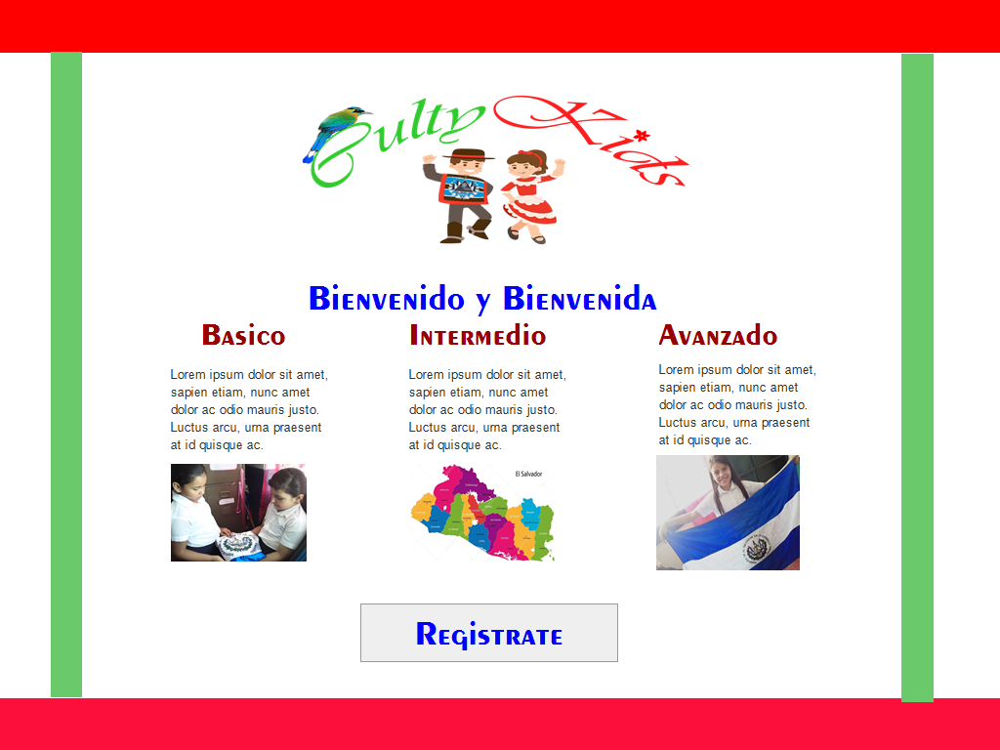 Culty Kids
Bienvenido y Bienvenida
Basico
Lorem ipsum dolor sit amet,
sapien etiam, nunc amet
dolor ac odio mauris justo.
Luctus arcu, urna praesent
at id quisque ac.
Intermedio
Lorem ipsum dolor sit amet,
sapien etiam, nunc amet
dolor ac odio mauris justo.
Luctus arcu, urna praesent
at id quisque ac.
El Salvador
Avanzado
Lorem ipsum dolor sit amet,
sapien etiam, nunc amet
dolor ac odio mauris justo.
Luctus arcu, urna praesent
at id quisque ac.
Registrate